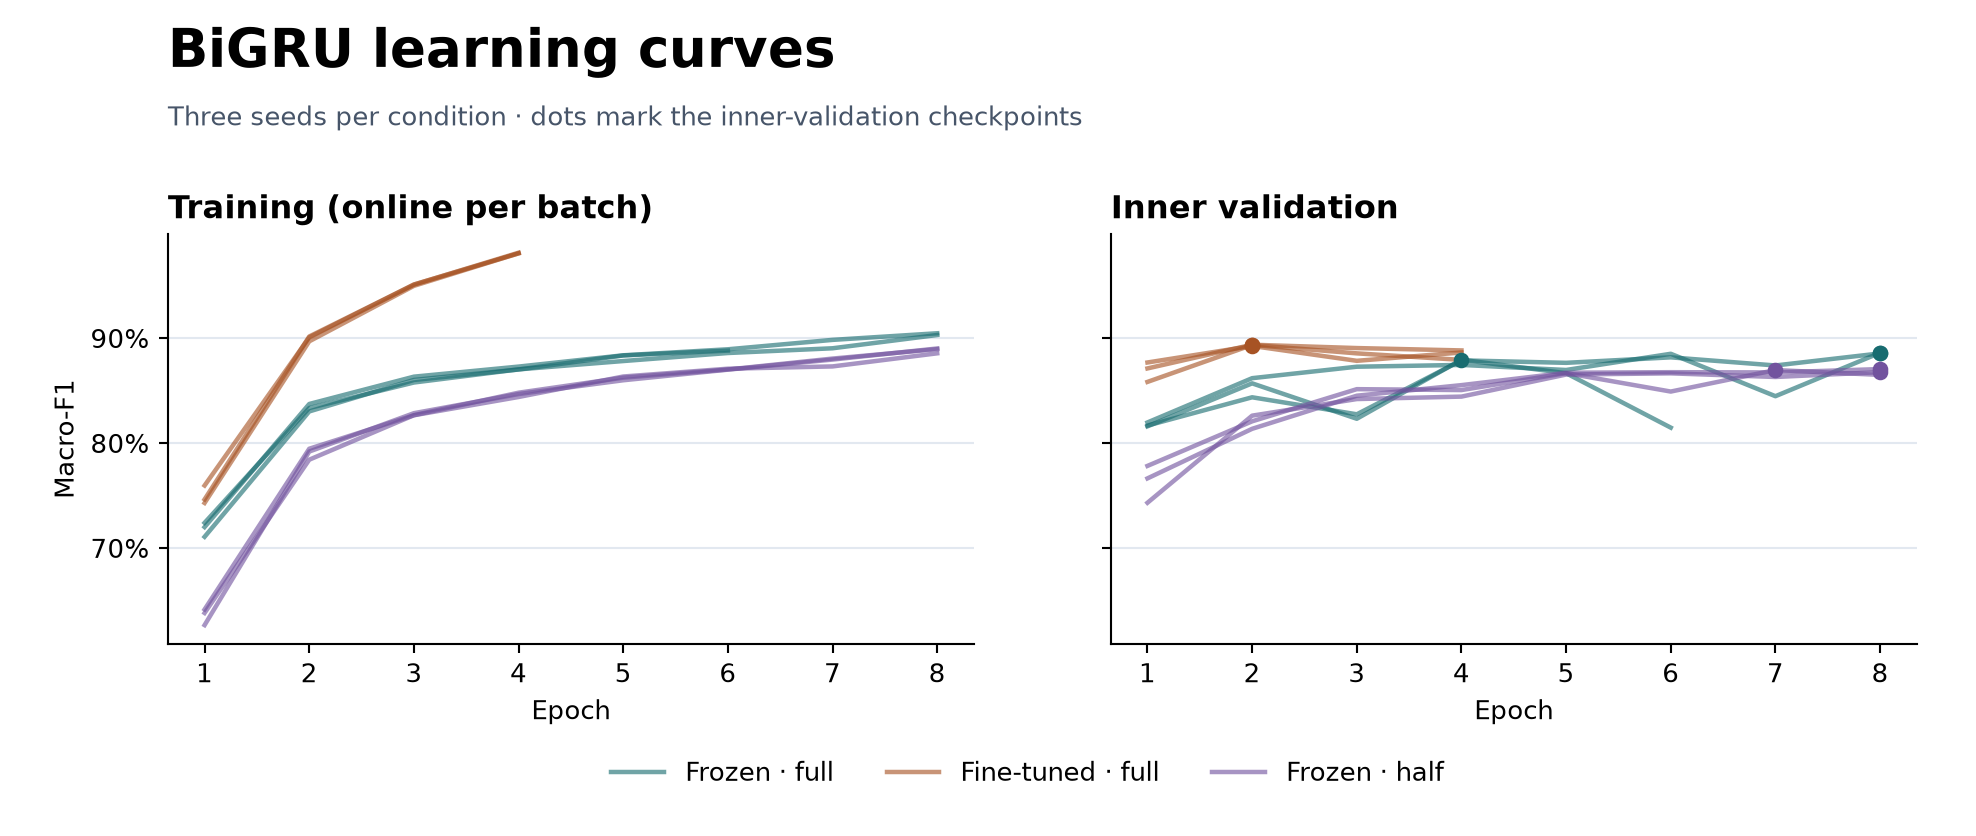 BiGRU learning curves
Three seeds per condition · dots mark the inner-validation checkpoints
Training (online per batch)
Macro-F1
90%
80%
70%
1 2 3 4 5 6 7 8
Epoch
Inner validation
1 2 3 4 5 6 7 8
Epoch
Frozen · full
Fine-tuned · full
Frozen · half